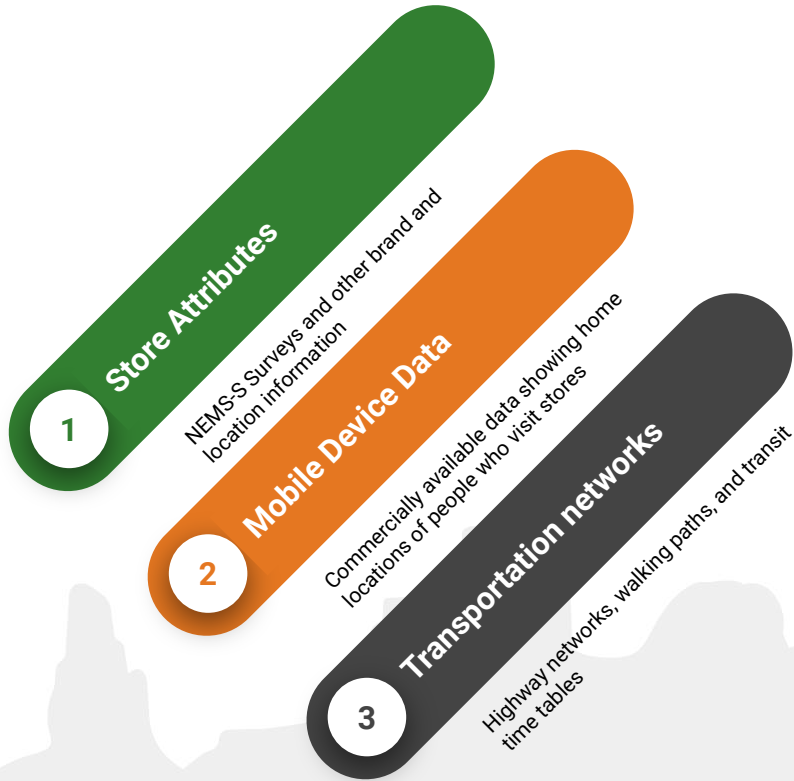 1
Store Attributes
NEMS-S Surveys and other brand and
location information
2
Mobile Device Data
Commercially available data showing home
locations of people who visit stores
3
Transportation networks
Highway networks, walking paths, and transit
time tables